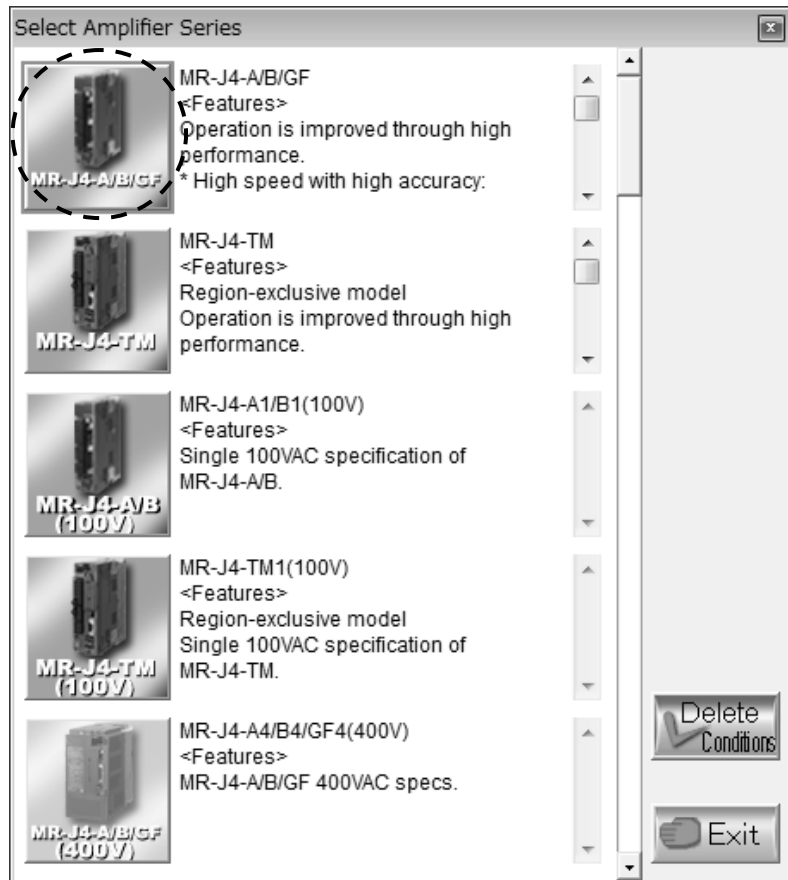 Select Amplifier Series
MR-J4-A/B/GF
MR-J4-A/B/GF
<Features>
Operation is improved through high
performance.
* High speed with high accuracy:
MR-J4-TM
MR-J4-TM
<Features>
Region-exclusive model
Operation is improved through high
performance.
MR-J4-A/B
(100V)
MR-J4-A1/B1(100V)
<Features>
Single 100VAC specification of
MR-J4-A/B.
MR-J4-TM
(100V)
MR-J4-TM1(100V)
<Features>
Region-exclusive model
Single 100VAC specification of
MR-J4-TM.
MR-J4-A/B/GF
(400V)
MR-J4-A4/B4/GF4(400V)
<Features>
MR-J4-A/B/GF 400VAC specs.
Delete
Conditions
Exit